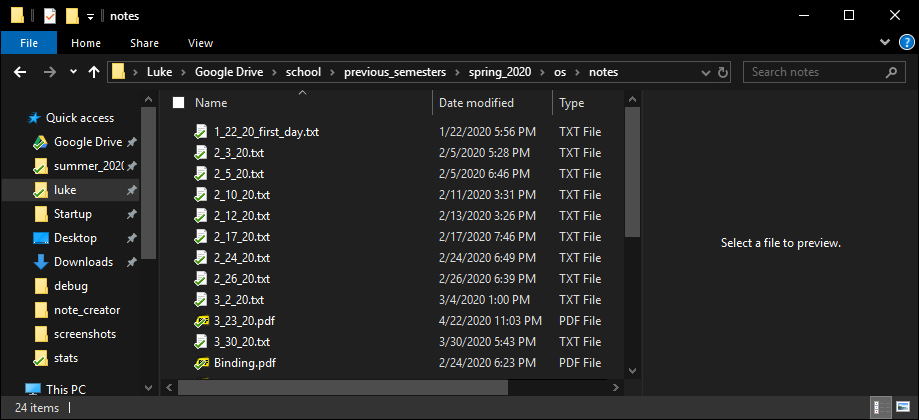 notes
File Home Share View
Luke > Google Drive > school > previous_semesters > spring_2020 > os > notes
Search notes
Quick access
Google Drive
summer_2020
luke
Startup
Desktop
Downloads
debug
note_creator
screenshots
stats
This PC
Name Date modified Type
1_22_20_first_day.txt 1/22/2020 5:56 PM TXT File
2_3_20.txt 2/5/2020 5:28 PM TXT File
2_5_20.txt 2/5/2020 6:46 PM TXT File
2_10_20.txt 2/11/2020 3:31 PM TXT File
2_12_20.txt 2/13/2020 3:26 PM TXT File
2_17_20.txt 2/17/2020 7:46 PM TXT File
2_24_20.txt 2/24/2020 6:49 PM TXT File
2_26_20.txt 2/26/2020 6:39 PM TXT File
3_2_20.txt 3/4/2020 1:00 PM TXT File
3_23_20.pdf 4/22/2020 11:03 PM PDF File
3_30_20.txt 3/30/2020 5:43 PM TXT File
Binding.pdf 2/24/2020 6:23 PM PDF File
Select a file to preview.
24 items